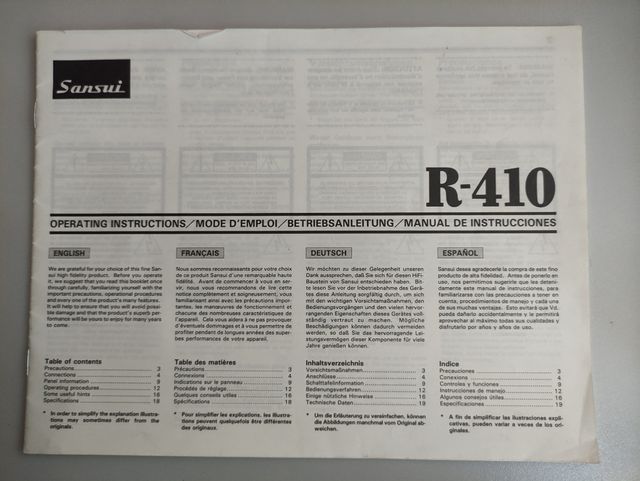 Sansui
R-410
OPERATING INSTRUCTIONS/MODE D'EMPLOI/BETRIEBSANLEITUNG/MANUAL DE INSTRUCCIONES
ENGLISH
We are grateful for your choice of this fine San-
sui high fidelity product. Before you operate
it, we suggest that you read this booklet once
through carefully, familiarizing yourself with the
important precautions, operational procedures
and every one of the product's many features.
It will help to ensure that you will avoid possi-
ble damage and that the product's superb per-
formance will be yours to enjoy for many years
to come.
Table of contents
Precautions 3
Connections 4
Panel information 9
Operating procedures 12
Some useful hints 16
Specifications 18
* In order to simplify the explanation illustra-
tions may sometimes differ from the
originals.
FRANÇAIS
Nous sommes reconnaissants pour votre choix
de ce produit Sansui d'une remarquable haute
fidélité. Avant de commencer à vous en ser-
vir, nous vous recommandons de lire cette
notice complètement et soigneusement, vous
familiarisant ainsi avec les précautions impor-
tantes, les manœuvres de fonctionnement et
chacune des nombreuses caractéristiques de
l'appareil. Cela vous aidera à ne pas provoquer
d'éventuels dommages et à vous permettre de
profiter pendant de longues années des super-
bes performances de votre appareil.
Table des matières
Précautions 3
Connexions 4
Indications sur le panneau 9
Procédés de réglage 12
Quelques conseils utiles 16
Spécifications 18
* Pour simplifier les explications, les illustra-
tions peuvent quelquefois être différentes
des originaux.
DEUTSCH
Wir möchten zu dieser Gelegenheit unseren
Dank aussprechen, daß Sie sich für diesen HiFi-
Baustein von Sansui entschieden haben. Bit-
te lesen Sie vor der Inbetriebnahme des Gerä-
tes diese Anleitung sorgfältig durch, um sich
mit den wichtigen Vorsichtsmaßnahmen, den
Bedienungsvorgängen und den vielen hervor-
rangenden Eigenschaften dieses Gerätes voll-
ständig vertraut zu machen. Mögliche
Beschädigungen können dadurch vermeiden
werden, so daß Sie das hervorragende Lei-
stungsvermögen dieser Komponente für viele
Jahre genießen können.
Inhaltsverzeichnis
Vorsichtsmaßnahmen 3
Anschlüsse 4
Schalttafelinformation 9
Bedienungsverfahren 12
Einige nützliche Hinweise 16
Technische Daten 19
* Um die Erläuterung zu vereinfachen, können
die Abbildungen manchmal vom Original ab-
weichen.
ESPAÑOL
Sansui desea agradecerle la compra de este fino
producto de alta fidelidad. Antes de ponerlo en
uso, nos permitimos sugerirle que lea deteni-
damente este manual de instrucciones, para
familiarizarse con las precauciones a tener en
cuenta, procedimientos de manejo y cada una
de sus muchas ventajas. Esto evitará que Vd.
pueda dañarlo accidentalmente y le permitirá
aprovechar al máximo todas sus cualidades y
disfrutarlo por años y años de uso.
Indice
Precauciones 3
Conexiones 4
Controles y funciones 9
Instrucciones de manejo 12
Algunos consejos útiles 16
Especificaciones 19
* A fin de simplificar las ilustraciones expli-
cativas, pueden variar a veces de los ori-
ginales.